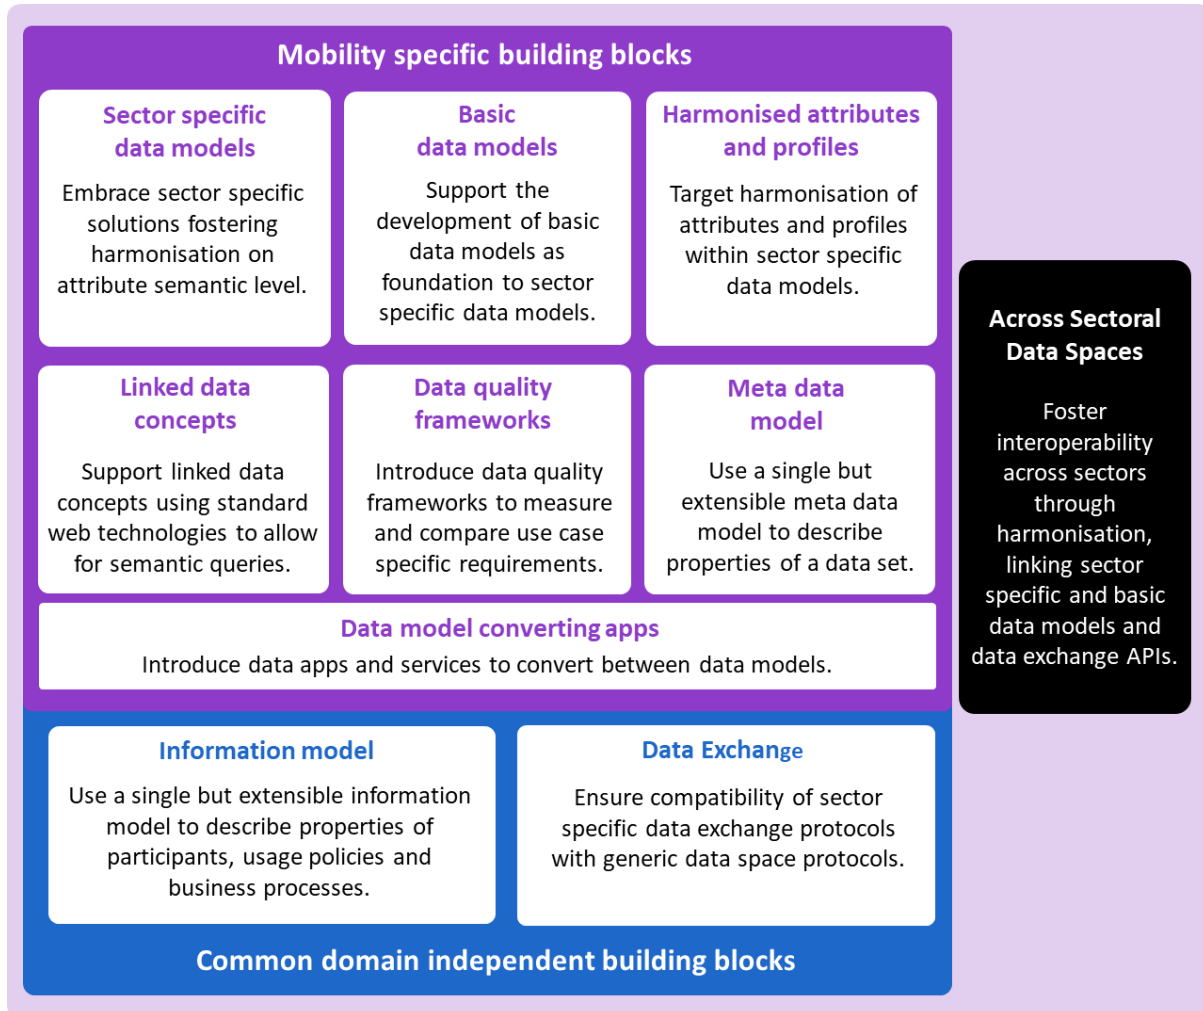 Mobility specific building blocks
Sector specific
data models
Embrace sector specific
solutions fostering
harmonisation on
attribute semantic level.
Basic
data models
Support the
development of basic
data models as
foundation to sector
specific data models.
Harmonised attributes
and profiles
Target harmonisation of
attributes and profiles
within sector specific
data models.
Linked data
concepts
Support linked data
concepts using standard
web technologies to allow
for semantic queries.
Data quality
frameworks
Introduce data quality
frameworks to measure
and compare use case
specific requirements.
Meta data
model
Use a single but
extensible meta data
model to describe
properties of a data set.
Data model converting apps
Introduce data apps and services to convert between data models.
Information model
Use a single but extensible information
model to describe properties of
participants, usage policies and
business processes.
Data Exchange
Ensure compatibility of sector
specific data exchange protocols
with generic data space protocols.
Common domain independent building blocks
Across Sectoral
Data Spaces
Foster
interoperability
across sectors
through
harmonisation,
linking sector
specific and basic
data models and
data exchange APIs.